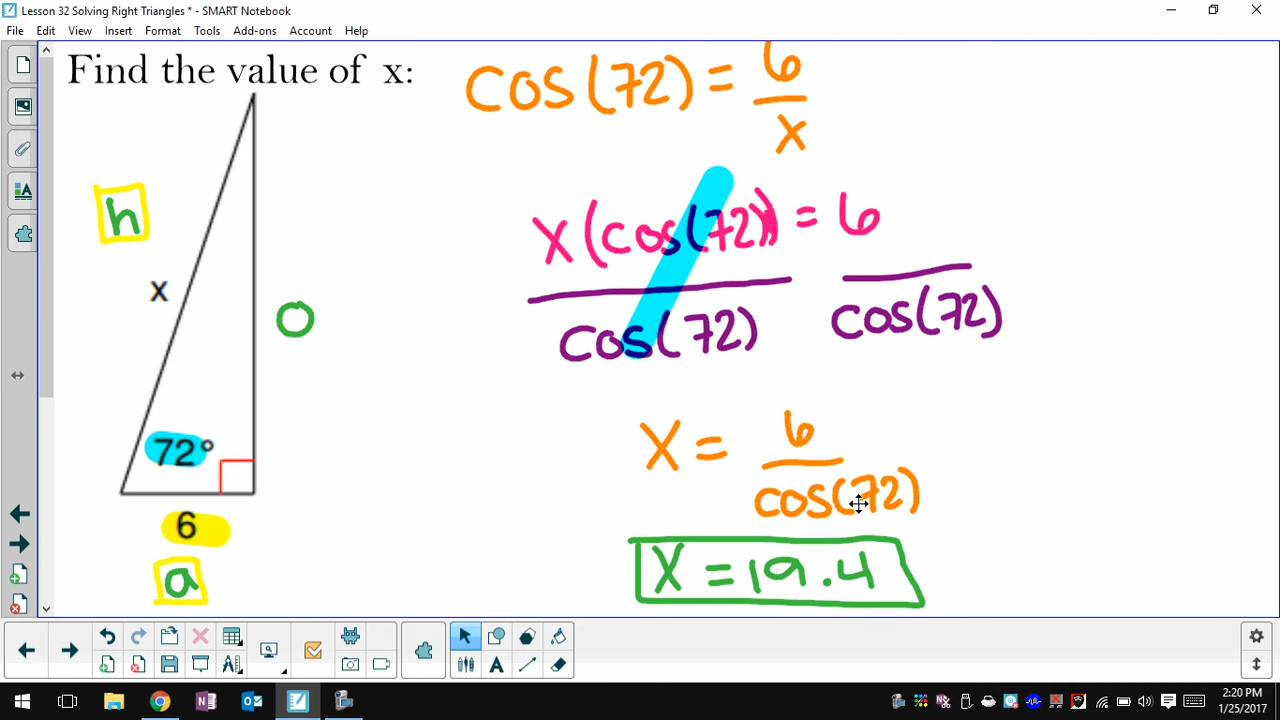 Lesson 32 Solving Right Triangles * - SMART Notebook
File Edit View Insert Format Tools Add-ons Account Help
Find the value of x:
cos(72) = 6
x
h
x(cos(72)) = 6
cos(72) cos(72)
x
O
72°
6
a
x = 6
cos(72)
x = 19.4
2:20 PM
1/25/2017